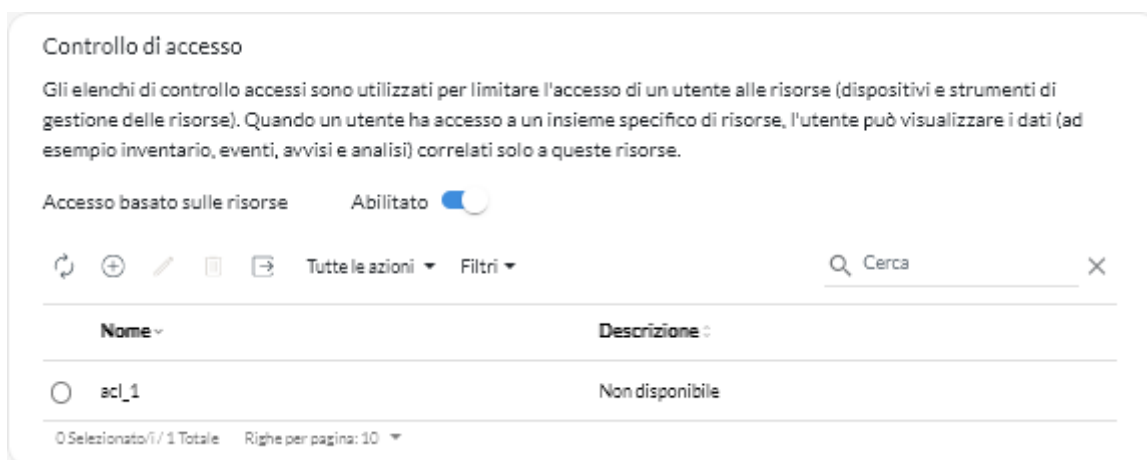 Controllo di accesso
Gli elenchi di controllo accessi sono utilizzati per limitare l'accesso di un utente alle risorse (dispositivi e strumenti di
gestione delle risorse). Quando un utente ha accesso a un insieme specifico di risorse, l'utente può visualizzare i dati (ad
esempio inventario, eventi, avvisi e analisi) correlati solo a queste risorse.
Accesso basato sulle risorse Abilitato
Tutte le azioni Filtri Cerca
Nome Descrizione
acl_1 Non disponibile
0 Selezionato/i / 1 Totale Righe per pagina: 10